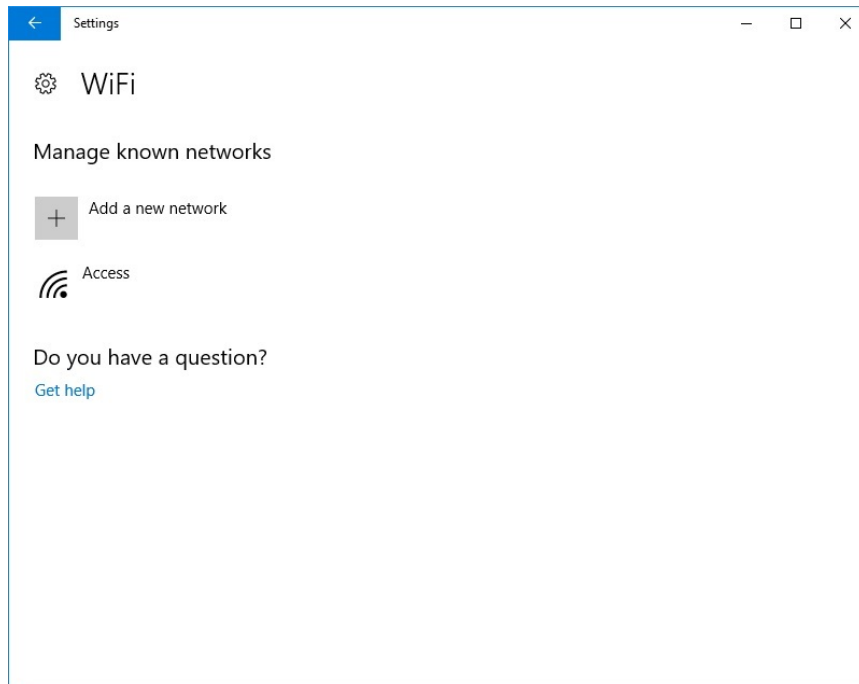 Settings
WiFi
Manage known networks
Add a new network
Access
Do you have a question?
Get help